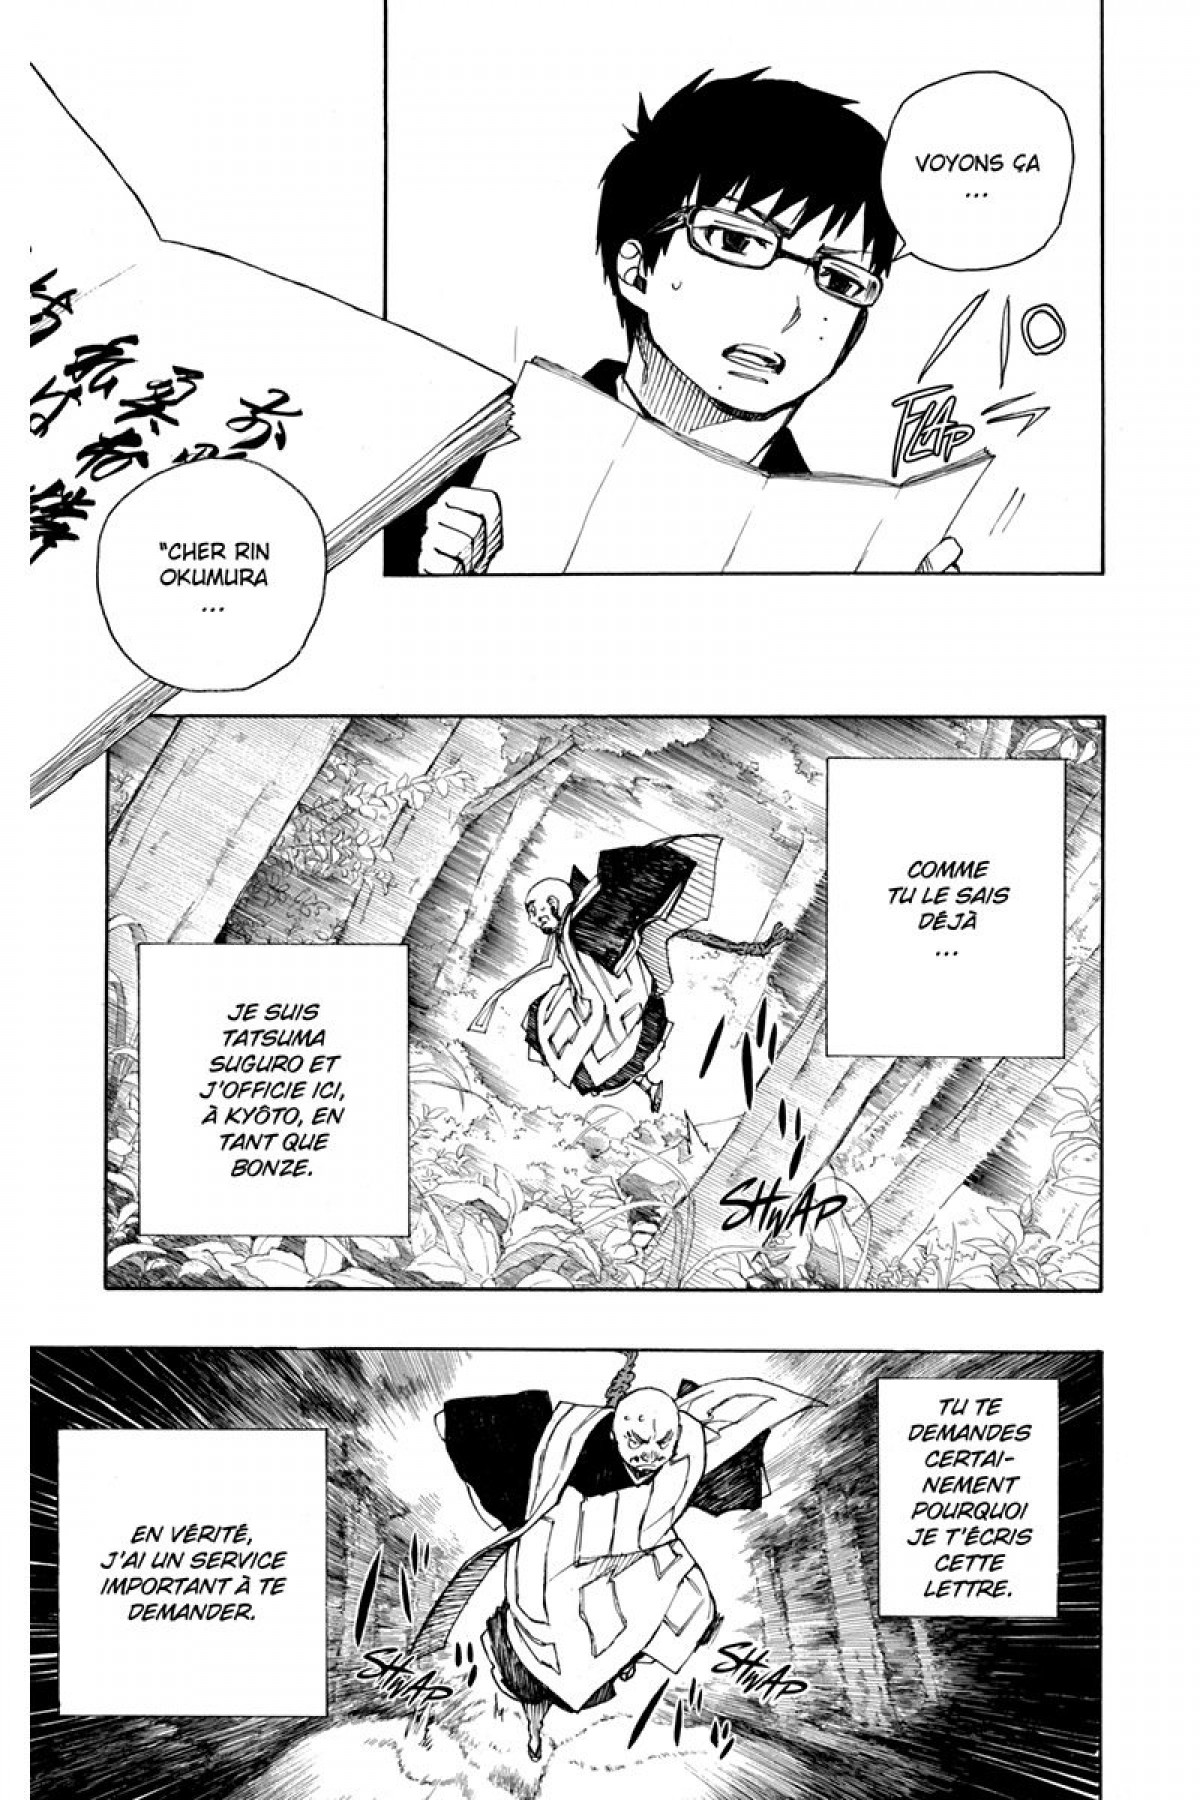 VOYONS ÇA
...
FLAP
"CHER RIN
OKUMURA
...
COMME
TU LE SAIS
DÉJÀ
...
JE SUIS
TATSUMA
SUGURO ET
J'OFFICIE ICI,
À KYÔTO, EN
TANT QUE
BONZE.
SHWAP
TU TE
DEMANDES
CERTAI-
NEMENT
POURQUOI
JE T'ÉCRIS
CETTE
LETTRE.
EN VÉRITÉ,
J'AI UN SERVICE
IMPORTANT À TE
DEMANDER.
SHWAP
SHWAP